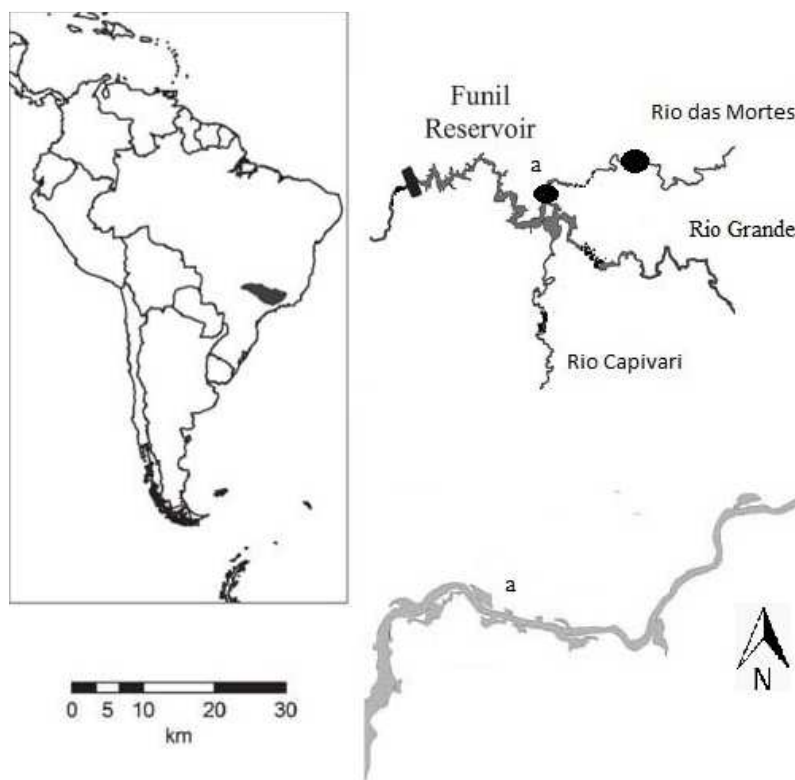 Funil
Reservoir
Rio das Mortes
a
Rio Grande
Rio Capivari
a
N
0 5 10 20 30
km